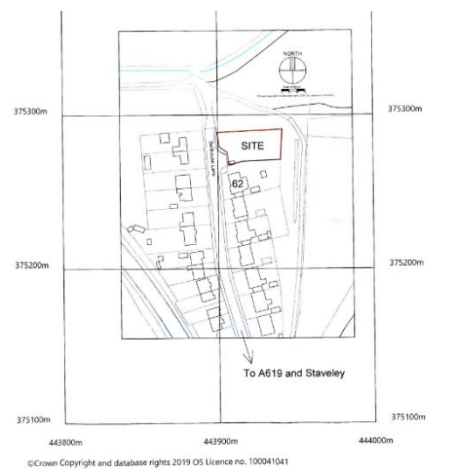 NORTH
375300m
375300m
SITE
62
375200m
375200m
To A619 and Staveley
375100m
375100m
443800m
443900m
444000m
©Crown Copyright and database rights 2019 OS Licence no. 100041041